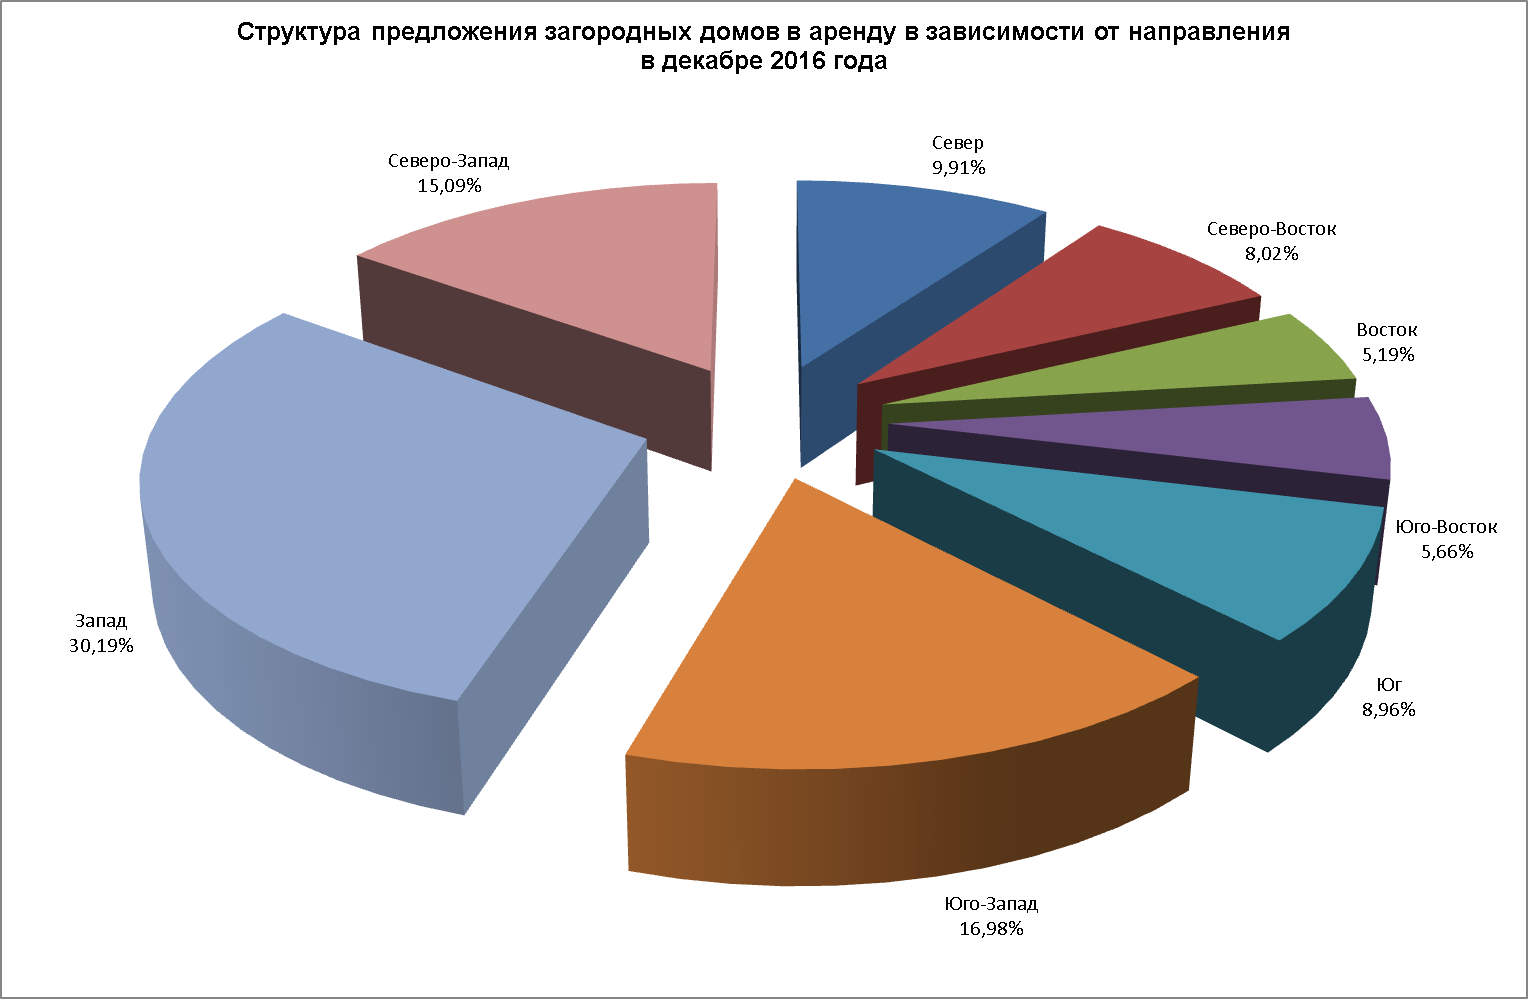 Структура предложения загородных домов в аренду в зависимости от направления
в декабре 2016 года
Север
9,91%
Северо-Запад
15,09%
Северо-Восток
8,02%
Восток
5,19%
Юго-Восток
5,66%
Запад
30,19%
Юг
8,96%
Юго-Запад
16,98%